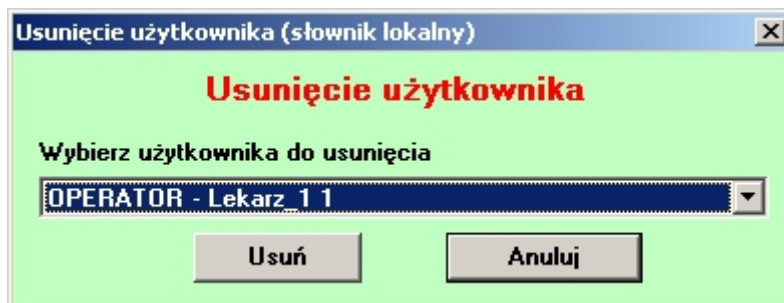 Usunięcie użytkownika (słownik lokalny)
Usunięcie użytkownika
Wybierz użytkownika do usunięcia
OPERATOR - Lekarz_1 1
Usuń
Anuluj